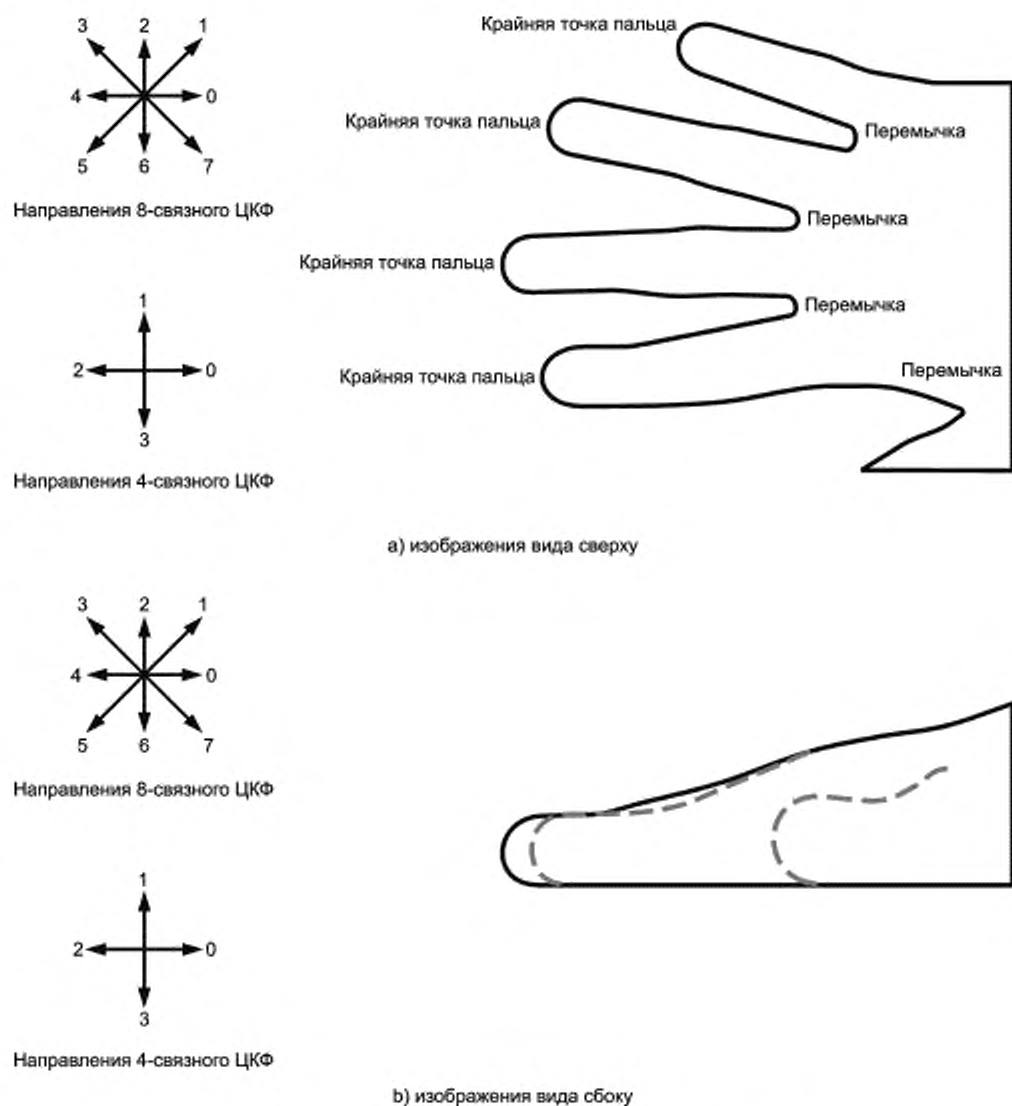 3 2 1
4 0
5 6 7
Направления 8-связного ЦКФ
1
2 0
3
Направления 4-связного ЦКФ
Крайняя точка пальца
Крайняя точка пальца
Перемычка
Перемычка
Крайняя точка пальца
Перемычка
Крайняя точка пальца
Перемычка
a) изображения вида сверху
3 2 1
4 0
5 6 7
Направления 8-связного ЦКФ
1
2 0
3
Направления 4-связного ЦКФ
b) изображения вида сбоку